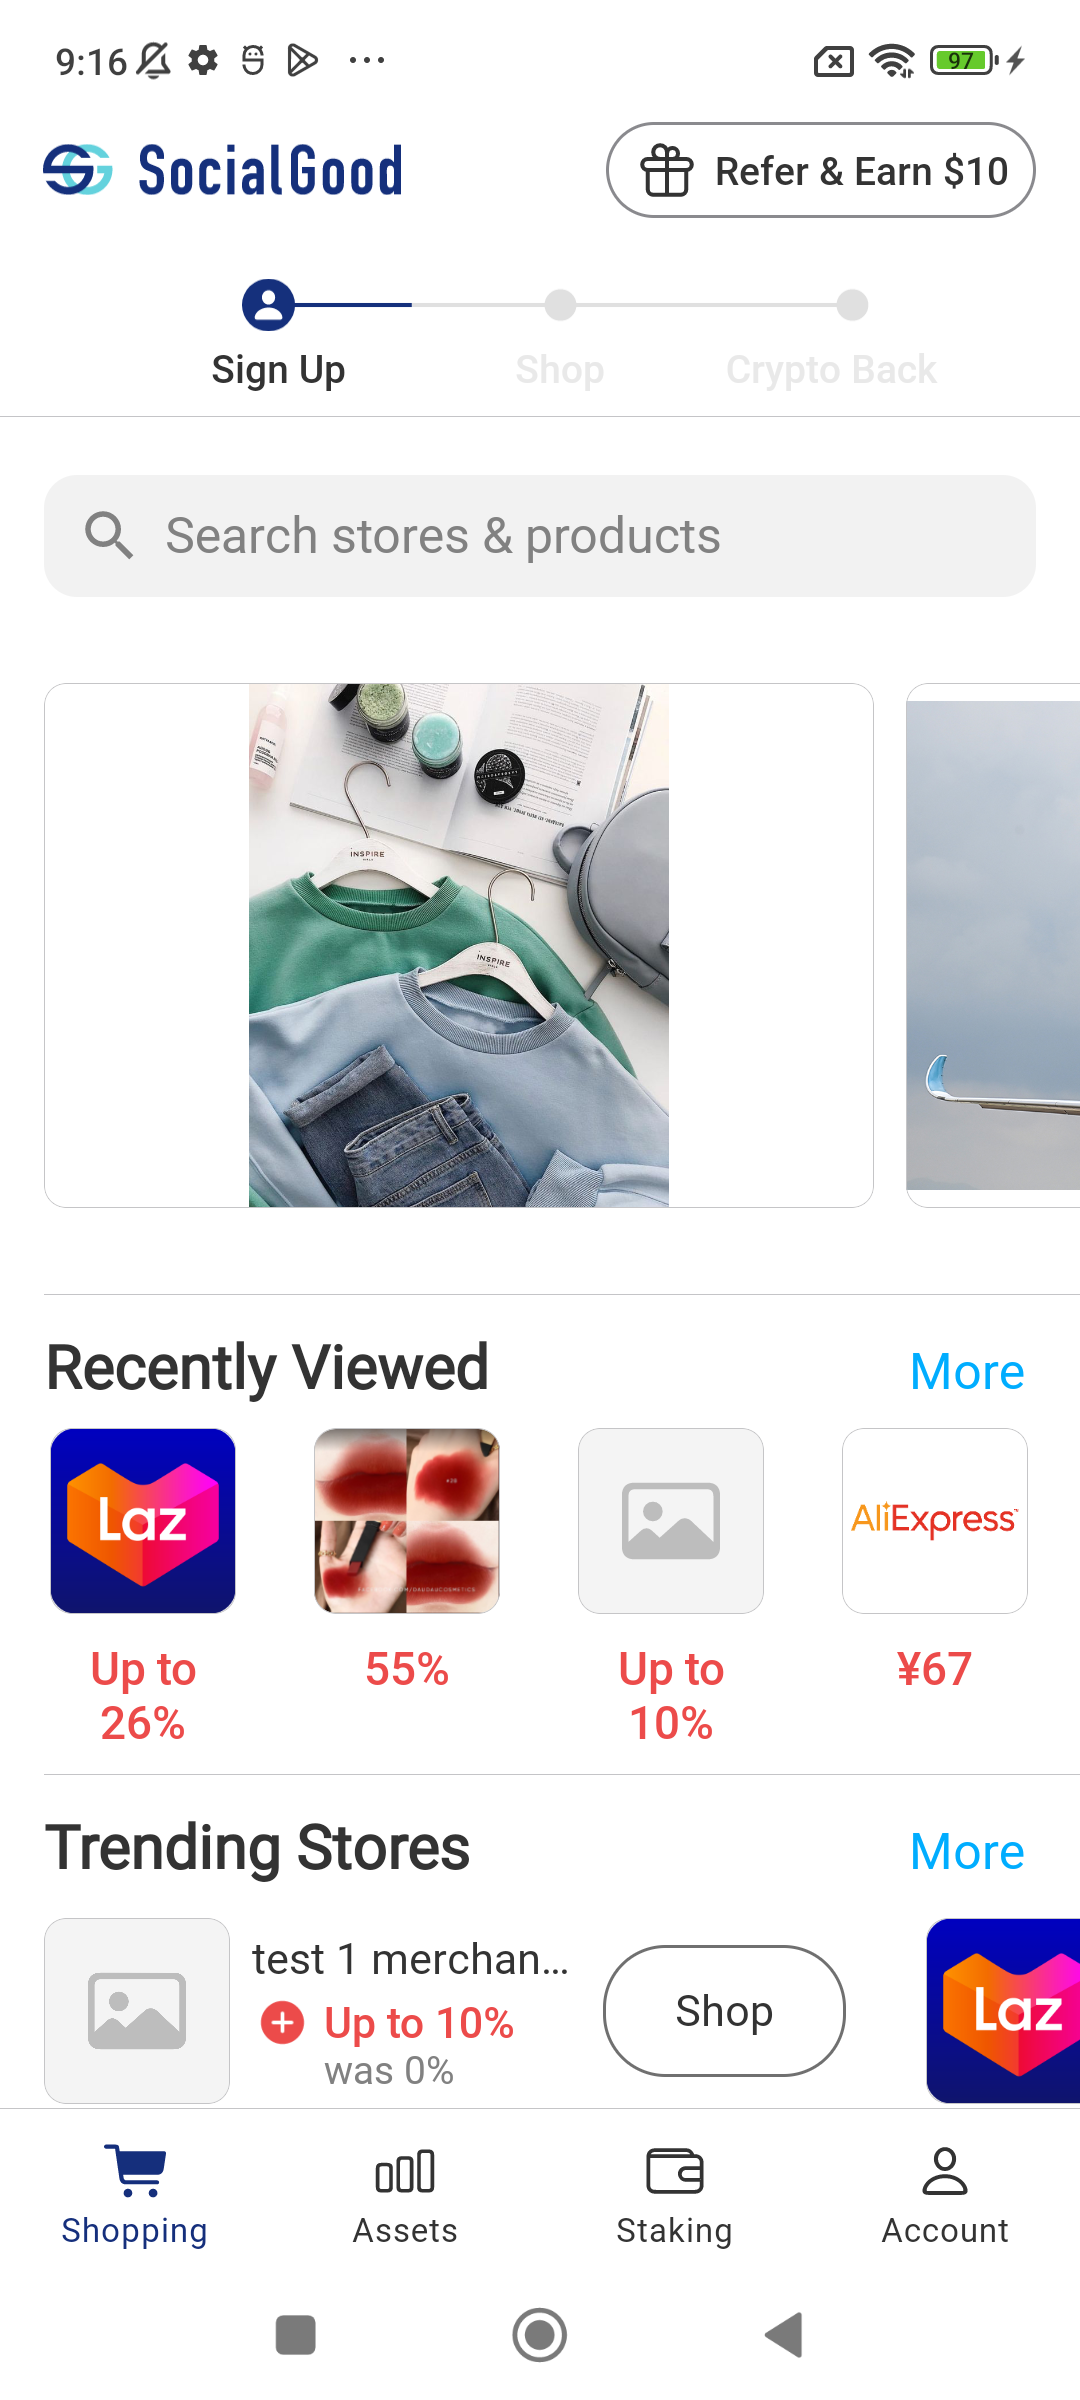 9:16
97
SocialGood
Refer & Earn $10
Sign Up
Shop
Crypto Back
Search stores & products
INSPIRE
INSPIRE
Recently Viewed
More
Laz
AliExpress
Up to
26%
55%
Up to
10%
¥67
Trending Stores
More
test 1 merchan...
Up to 10%
was 0%
Shop
Laz
Shopping
Assets
Staking
Account